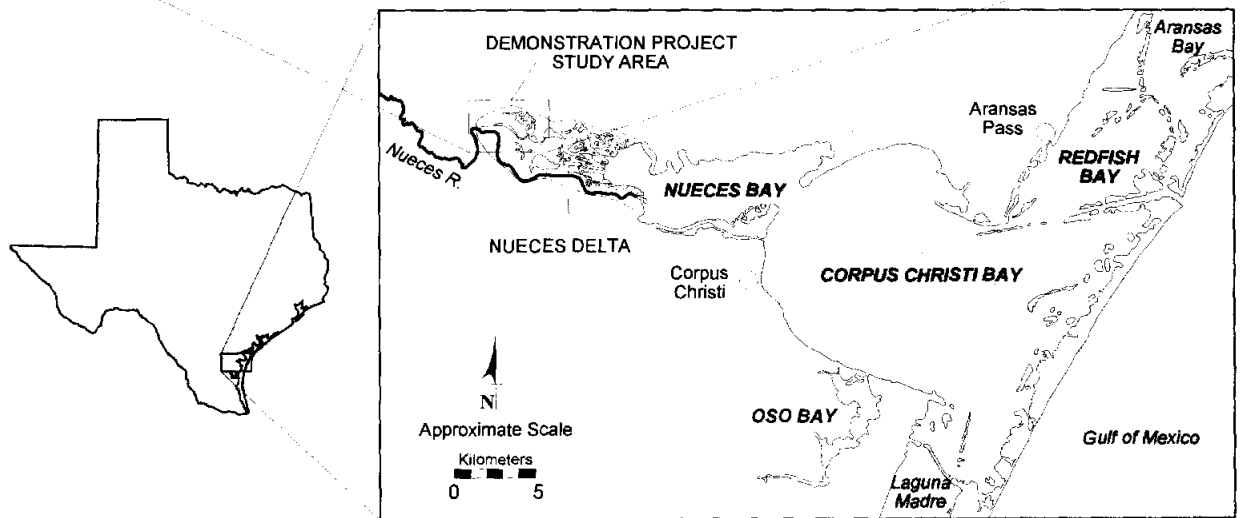 DEMONSTRATION PROJECT
STUDY AREA
Aransas
Bay
Aransas
Pass
Nueces R.
REDFISH
BAY
NUECES BAY
NUECES DELTA
Corpus
Christi
CORPUS CHRISTI BAY
N
Approximate Scale
Kilometers
0 5
OSO BAY
Gulf of Mexico
Laguna
Madre